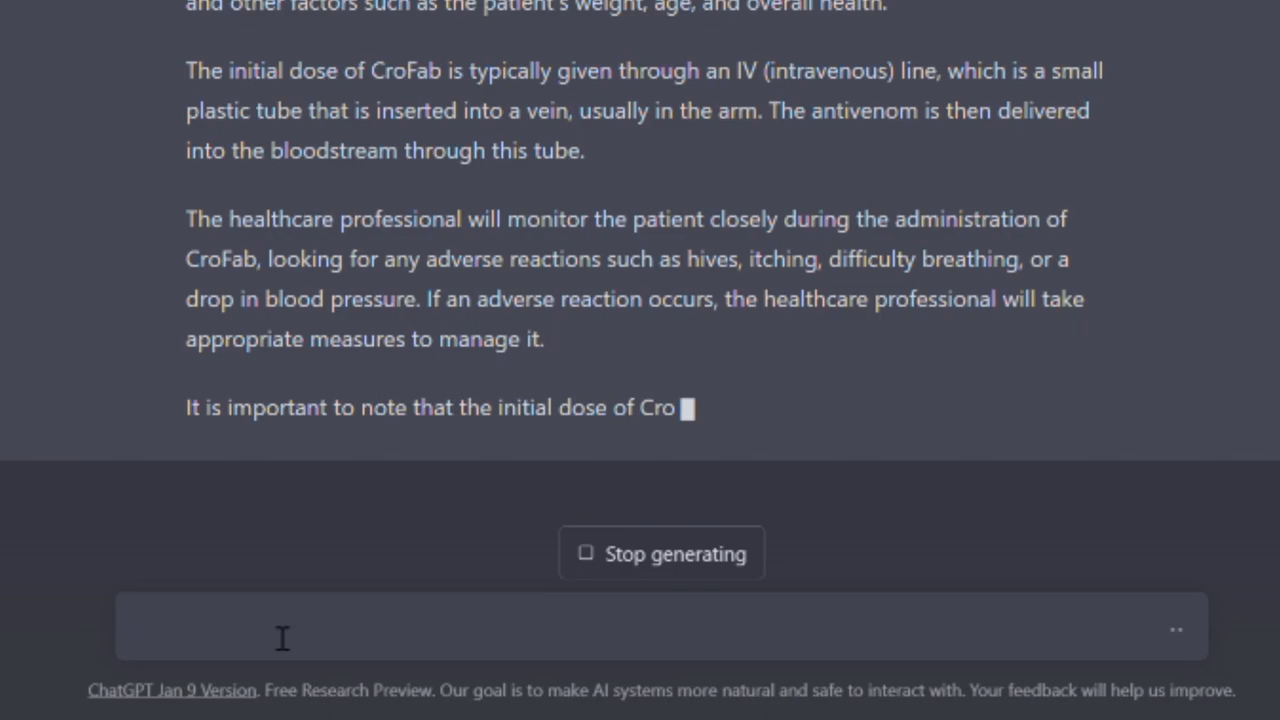 and other factors such as the patient's weight, age, and overall health.
The initial dose of CroFab is typically given through an IV (intravenous) line, which is a small
plastic tube that is inserted into a vein, usually in the arm. The antivenom is then delivered
into the bloodstream through this tube.
The healthcare professional will monitor the patient closely during the administration of
CroFab, looking for any adverse reactions such as hives, itching, difficulty breathing, or a
drop in blood pressure. If an adverse reaction occurs, the healthcare professional will take
appropriate measures to manage it.
It is important to note that the initial dose of Cro
Stop generating
ChatGPT Jan 9 Version. Free Research Preview. Our goal is to make AI systems more natural and safe to interact with. Your feedback will help us improve.